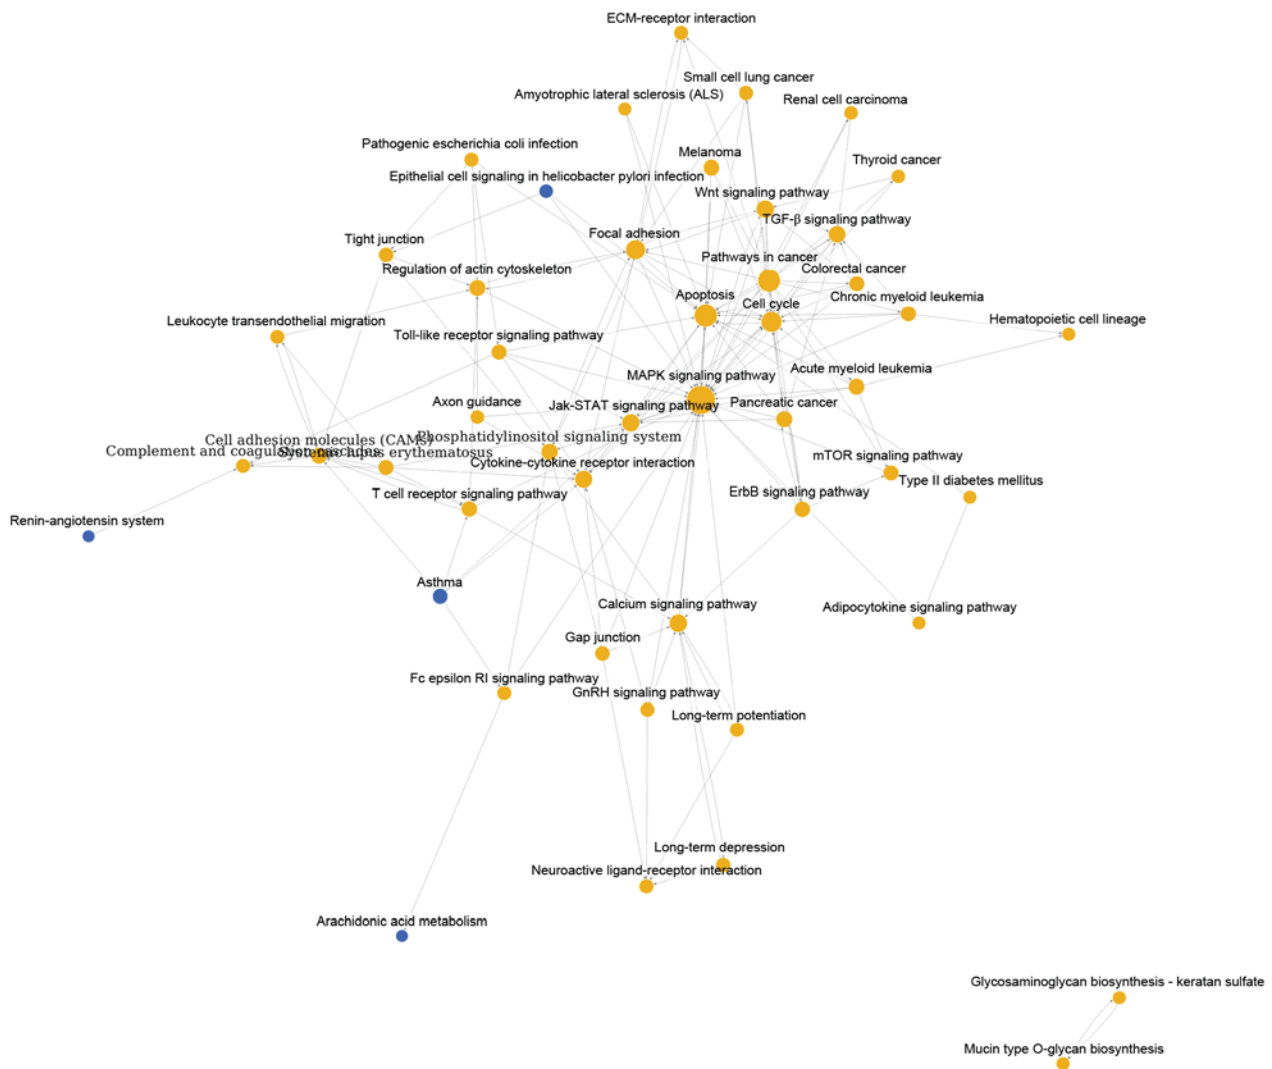 ECM-receptor interaction
Small cell lung cancer
Amyotrophic lateral sclerosis (ALS)
Renal cell carcinoma
Pathogenic escherichia coli infection
Melanoma
Thyroid cancer
Epithelial cell signaling in helicobacter pylori infection
Wnt signaling pathway
TGF-β signaling pathway
Focal adhesion
Tight junction
Pathways in cancer
Regulation of actin cytoskeleton
Colorectal cancer
Apoptosis
Chronic myeloid leukemia
Cell cycle
Leukocyte transendothelial migration
Hematopoietic cell lineage
Toll-like receptor signaling pathway
MAPK signaling pathway
Acute myeloid leukemia
Axon guidance
Jak-STAT signaling pathway
Pancreatic cancer
Phosphatidylinositol signaling system
Cell adhesion molecules (CAMs)
Complement and coagulation cascades
Systemic lupus erythematosus
mTOR signaling pathway
Cytokine-cytokine receptor interaction
Type II diabetes mellitus
T cell receptor signaling pathway
ErbB signaling pathway
Renin-angiotensin system
Asthma
Calcium signaling pathway
Adipocytokine signaling pathway
Gap junction
Fc epsilon RI signaling pathway
GnRH signaling pathway
Long-term potentiation
Long-term depression
Neuroactive ligand-receptor interaction
Arachidonic acid metabolism
Glycosaminoglycan biosynthesis - keratan sulfate
Mucin type O-glycan biosynthesis